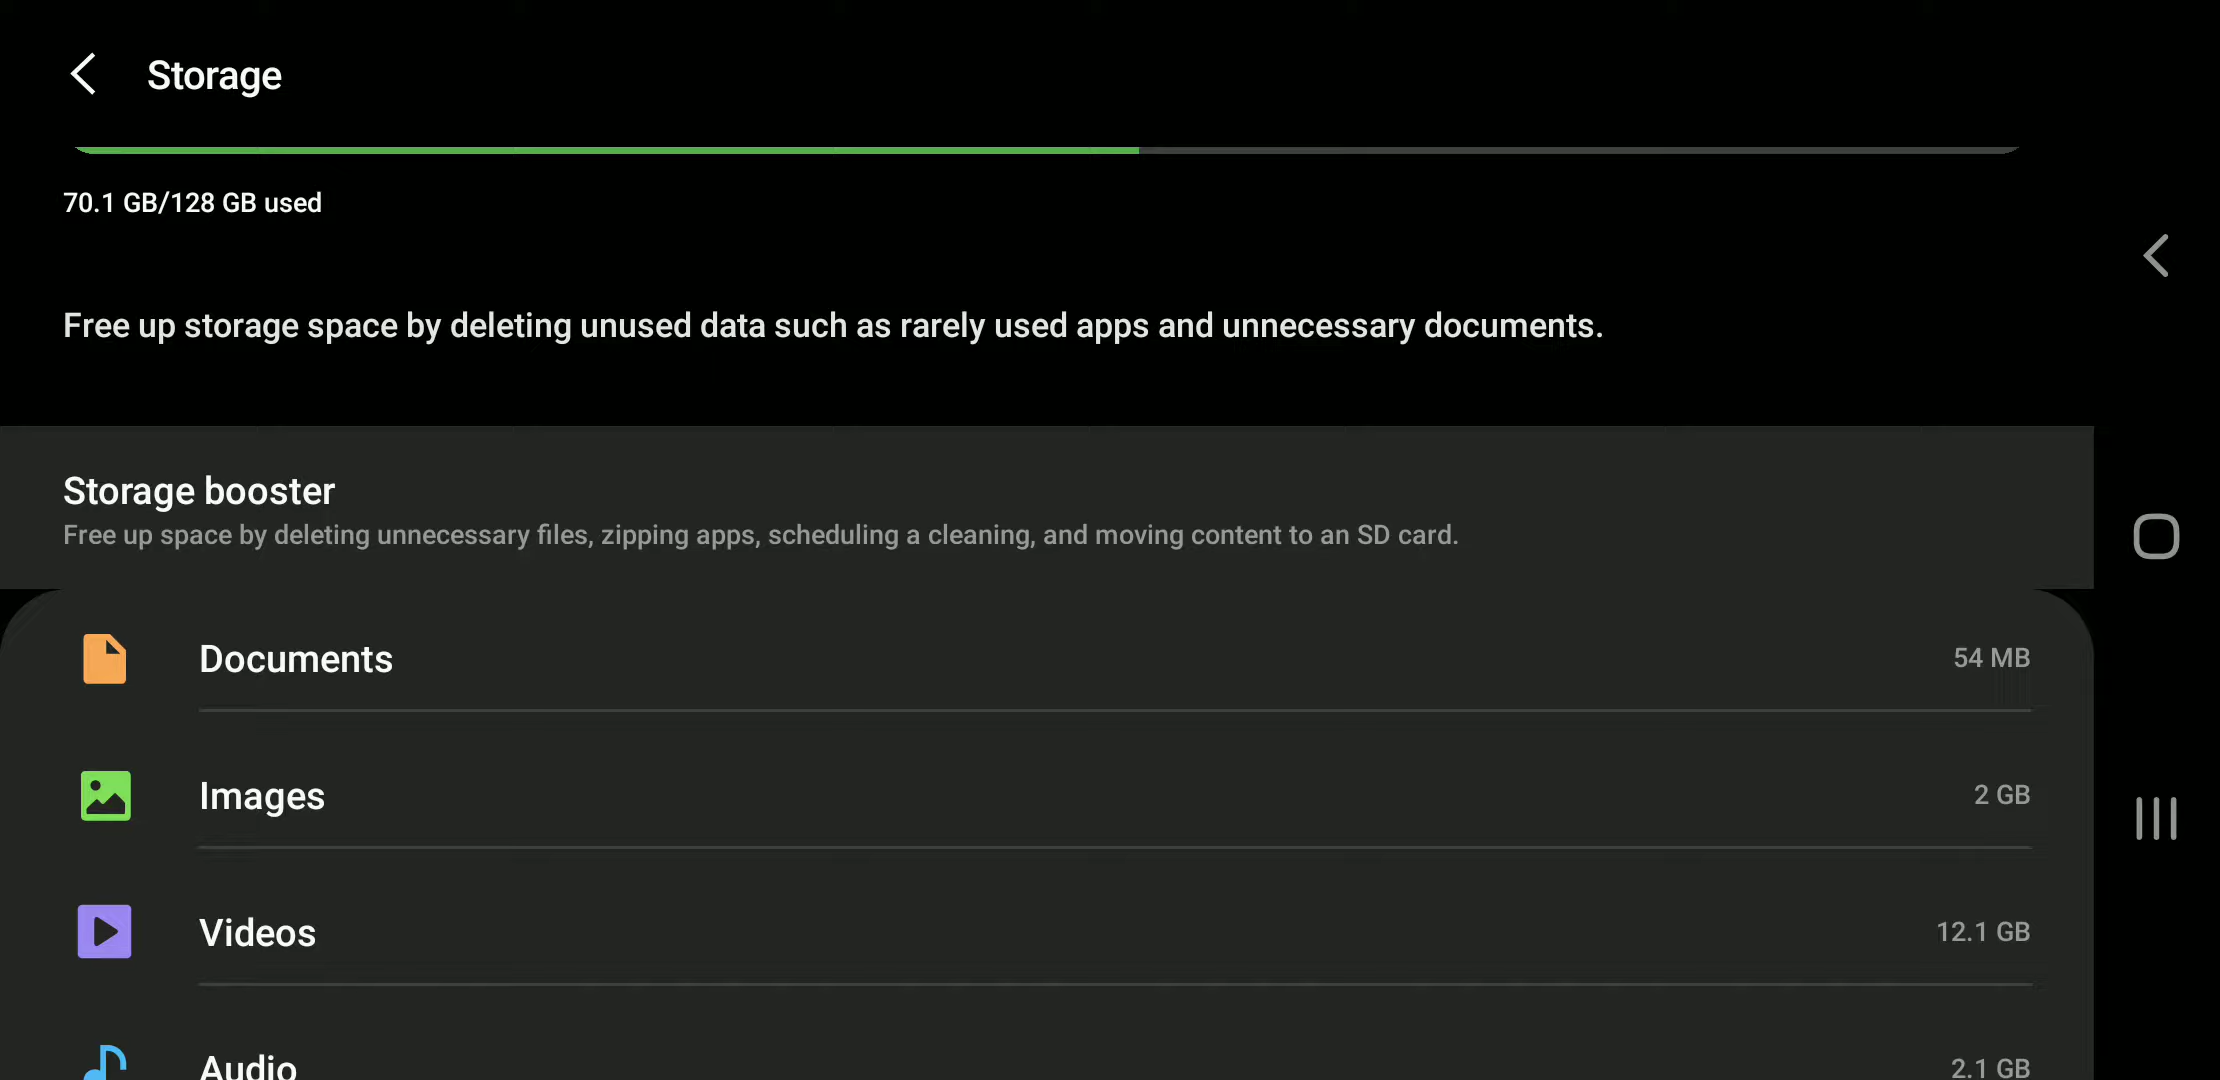 Storage
70.1 GB/128 GB used
Free up storage space by deleting unused data such as rarely used apps and unnecessary documents.
Storage booster
Free up space by deleting unnecessary files, zipping apps, scheduling a cleaning, and moving content to an SD card.
Documents 54 MB
Images 2 GB
Videos 12.1 GB
Audio 2.1 GB